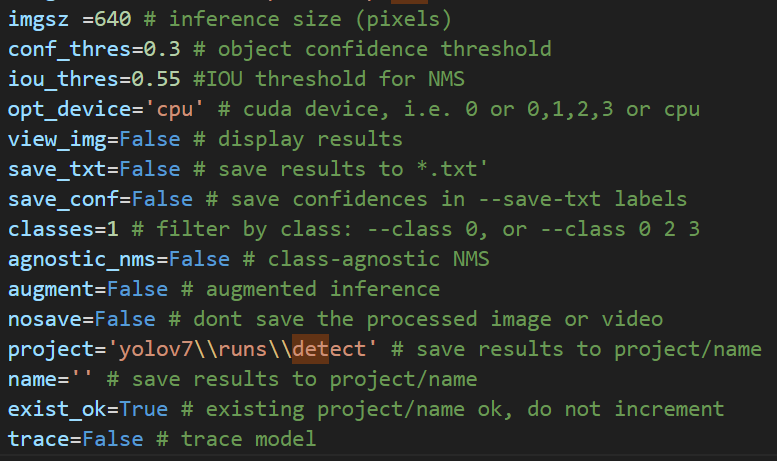 imgsz =640 # inference size (pixels)
conf_thres=0.3 # object confidence threshold
iou_thres=0.55 #IOU threshold for NMS
opt_device='cpu' # cuda device, i.e. 0 or 0,1,2,3 or cpu
view_img=False # display results
save_txt=False # save results to *.txt'
save_conf=False # save confidences in --save-txt labels
classes=1 # filter by class: --class 0, or --class 0 2 3
agnostic_nms=False # class-agnostic NMS
augment=False # augmented inference
nosave=False # dont save the processed image or video
project='yolov7\\runs\\detect' # save results to project/name
name='' # save results to project/name
exist_ok=True # existing project/name ok, do not increment
trace=False # trace model